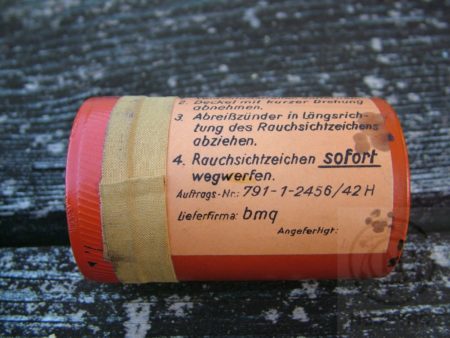 2. Deckel mit kurzer Drehung
abnehmen.
3. Abreißzünder in Längsrich-
tung des Rauchsichtzeichens
abziehen.
4. Rauchsichtzeichen sofort
wegwerfen.
Auftrags-Nr.: 791-1-2456/42 H
Lieferfirma: bmq
Angefertigt: